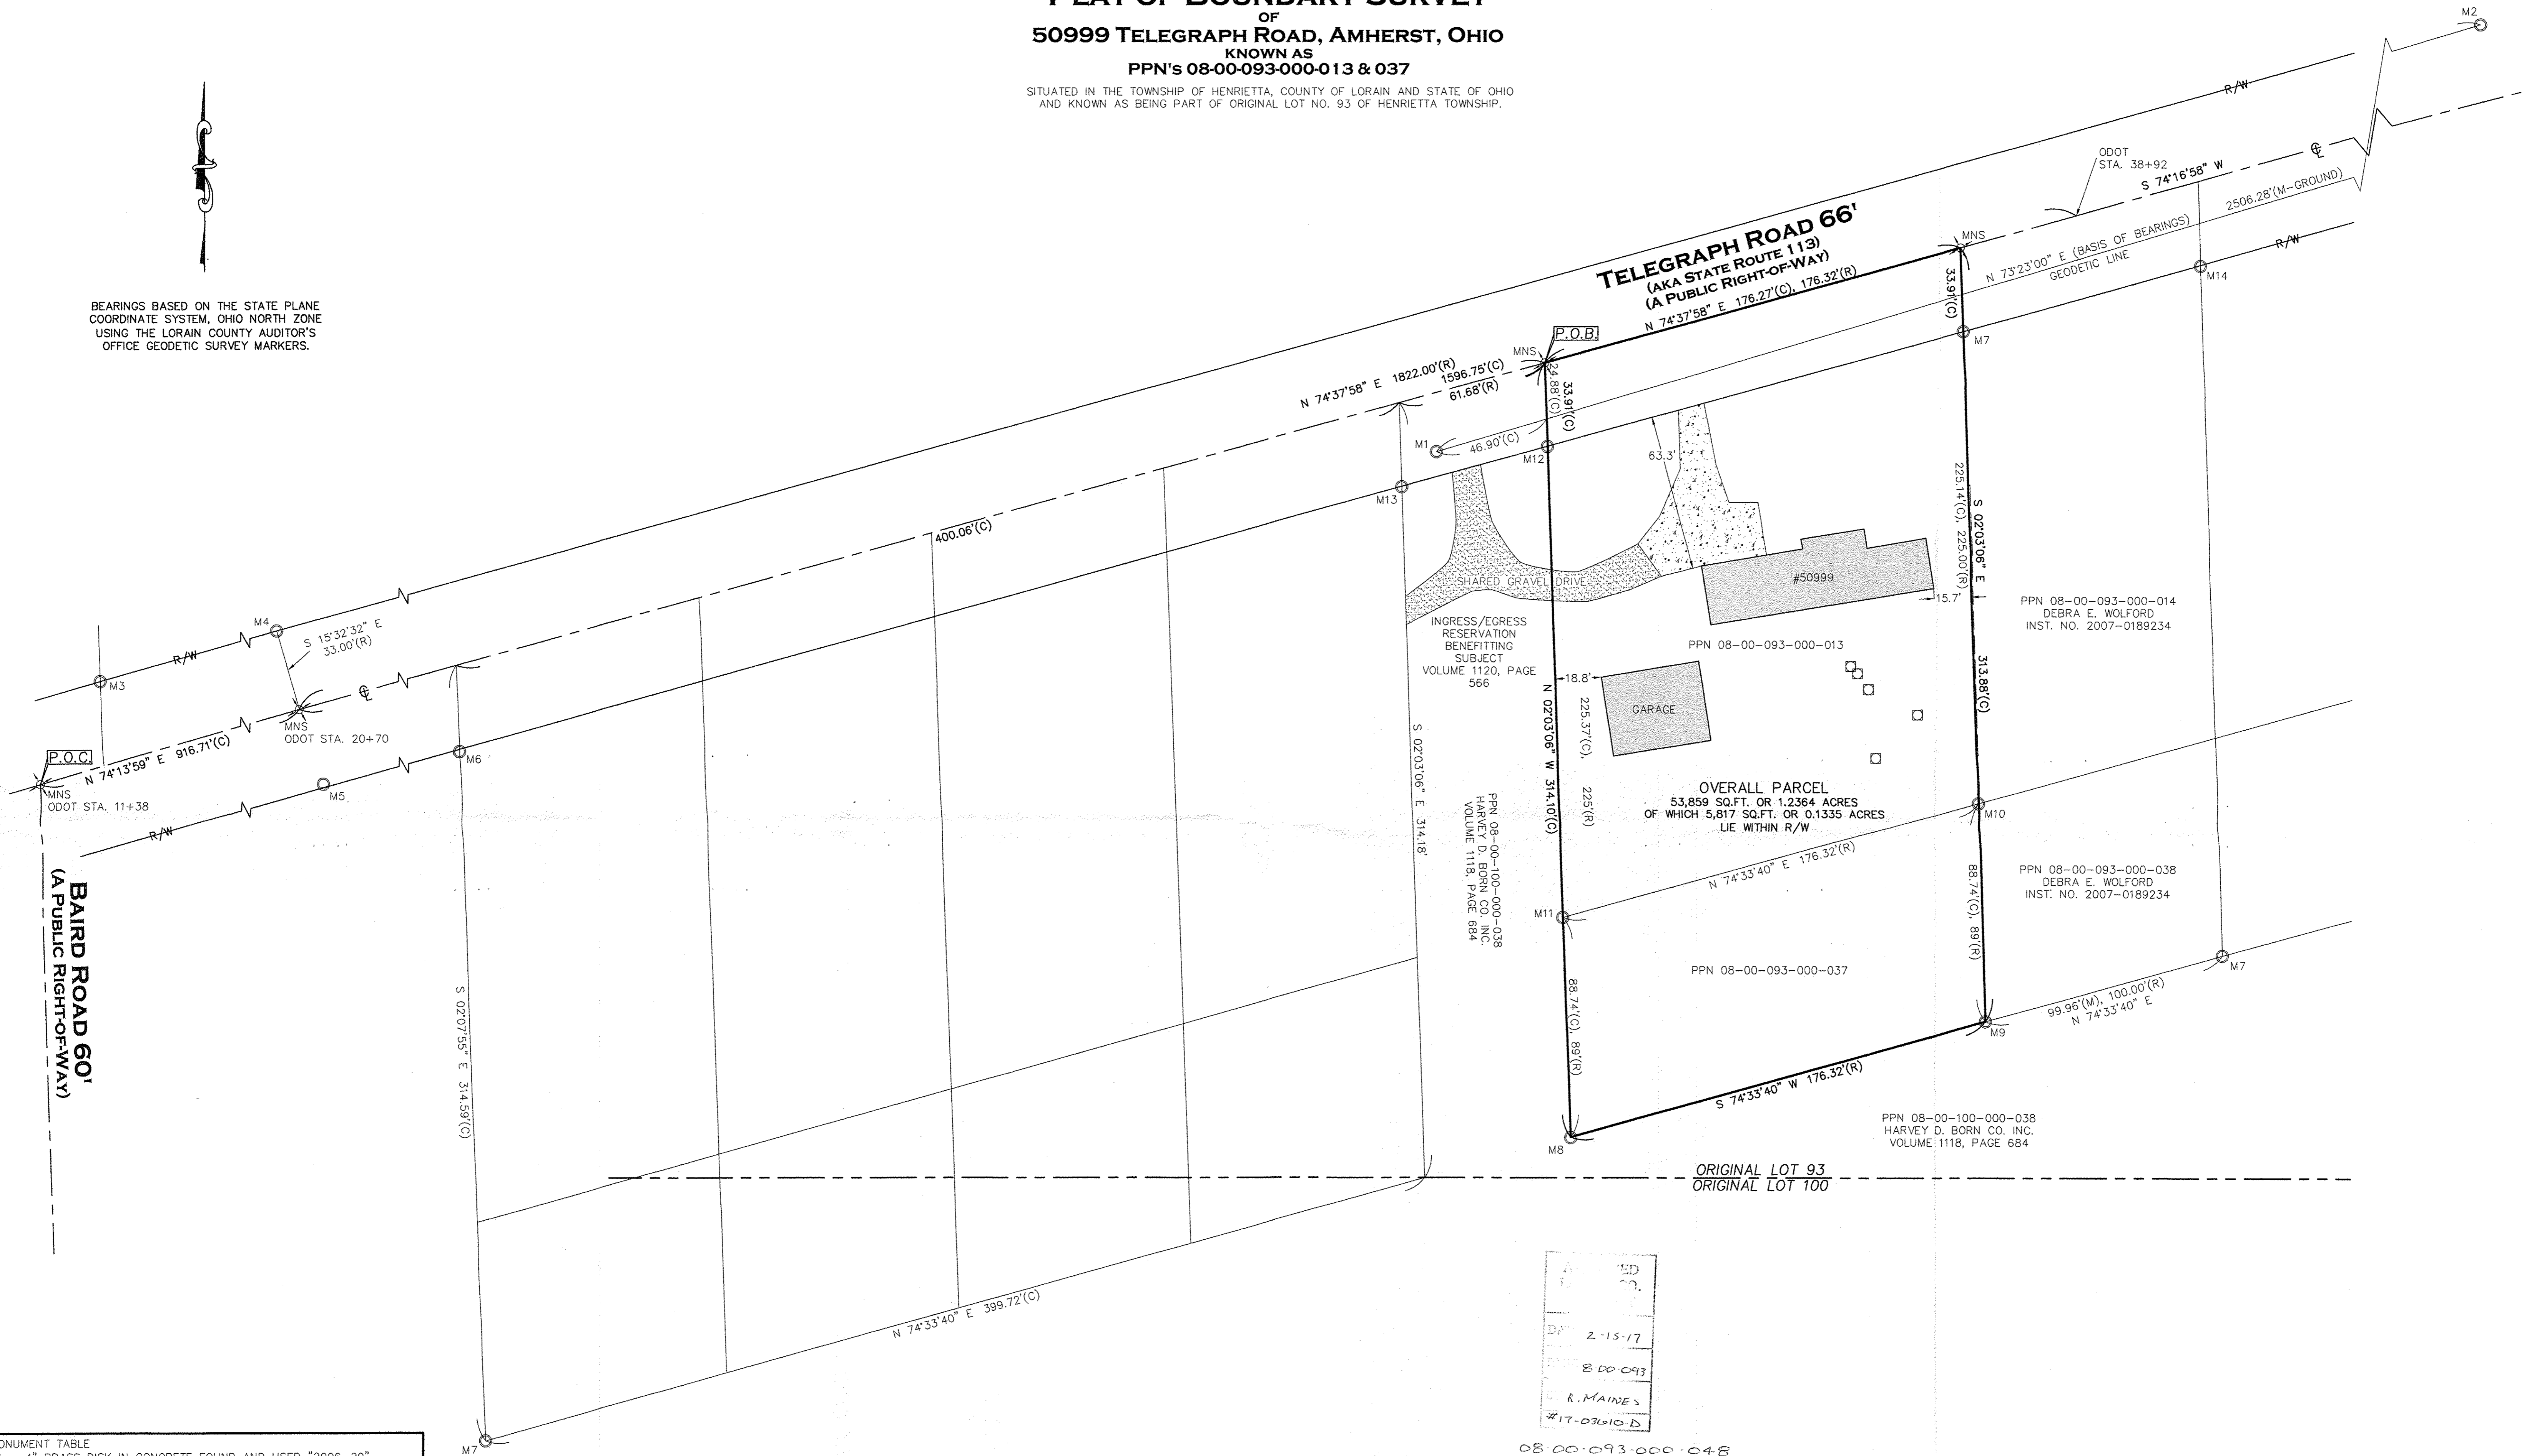 PLAT OF BOUNDARY SURVEY
OF
50999 TELEGRAPH ROAD, AMHERST, OHIO
KNOWN AS
PPN's 08-00-093-000-013 & 037
SITUATED IN THE TOWNSHIP OF HENRIETTA, COUNTY OF LORAIN AND STATE OF OHIO
AND KNOWN AS BEING PART OF ORIGINAL LOT NO. 93 OF HENRIETTA TOWNSHIP.
BEARINGS BASED ON THE STATE PLANE
COORDINATE SYSTEM, OHIO NORTH ZONE
USING THE LORAIN COUNTY AUDITOR'S
OFFICE GEODETIC SURVEY MARKERS.
M2
R/W
ODOT
STA. 38+92
S 74°16'58" W
℄
2506.28'(M-GROUND)
N 73°23'00" E (BASIS OF BEARINGS)
GEODETIC LINE
R/W
M14
TELEGRAPH ROAD 66'
(AKA STATE ROUTE 113)
(A PUBLIC RIGHT-OF-WAY)
N 74°37'58" E 176.27'(C), 176.32'(R)
MNS
33.91'(C)
M7
P.O.B.
MNS
N 74°37'58" E 1822.00'(R)
1596.75'(C)
61.68'(R)
24.88'(C)
33.91'(C)
M1
46.90'(C)
M12
M13
63.3'
400.06'(C)
SHARED GRAVEL DRIVE
#50999
15.7'
225.14'(C), 225.00'(R)
S 02°03'06" E
313.88'(C)
PPN 08-00-093-000-014
DEBRA E. WOLFORD
INST. NO. 2007-0189234
INGRESS/EGRESS
RESERVATION
BENEFITTING
SUBJECT
VOLUME 1120, PAGE
566
PPN 08-00-093-000-013
18.8'
GARAGE
N 02°03'06" W 314.10'(C)
225.37'(C), 225'(R)
S 02°03'06" E 314.18'
PPN 08-00-100-000-038
HARVEY D. BORN CO. INC.
VOLUME 1118, PAGE 684
OVERALL PARCEL
53,859 SQ.FT. OR 1.2364 ACRES
OF WHICH 5,817 SQ.FT. OR 0.1335 ACRES
LIE WITHIN R/W
M10
N 74°33'40" E 176.32'(R)
M11
PPN 08-00-093-000-038
DEBRA E. WOLFORD
INST. NO. 2007-0189234
88.74'(C), 89'(R)
PPN 08-00-093-000-037
88.74'(C), 89'(R)
M7
99.96'(M), 100.00'(R)
N 74°33'40" E
M9
S 74°33'40" W 176.32'(R)
M8
PPN 08-00-100-000-038
HARVEY D. BORN CO. INC.
VOLUME 1118, PAGE 684
ORIGINAL LOT 93
ORIGINAL LOT 100
M4
S 15°32'32" E
33.00'(R)
R/W
M3
℄
MNS
ODOT STA. 20+70
M6
P.O.C.
N 74°13'59" E 916.71'(C)
MNS
ODOT STA. 11+38
M5
R/W
BAIRD ROAD 60'
(A PUBLIC RIGHT-OF-WAY)
S 02°07'55" E 314.59'(C)
N 74°33'40" E 399.72'(C)
M7
2-15-17
8-00-093
R. MAINES
#17-03610-D
08-00-093-000-048
MONUMENT TABLE
4" BRASS DISK IN CONCRETE FOUND AND USED